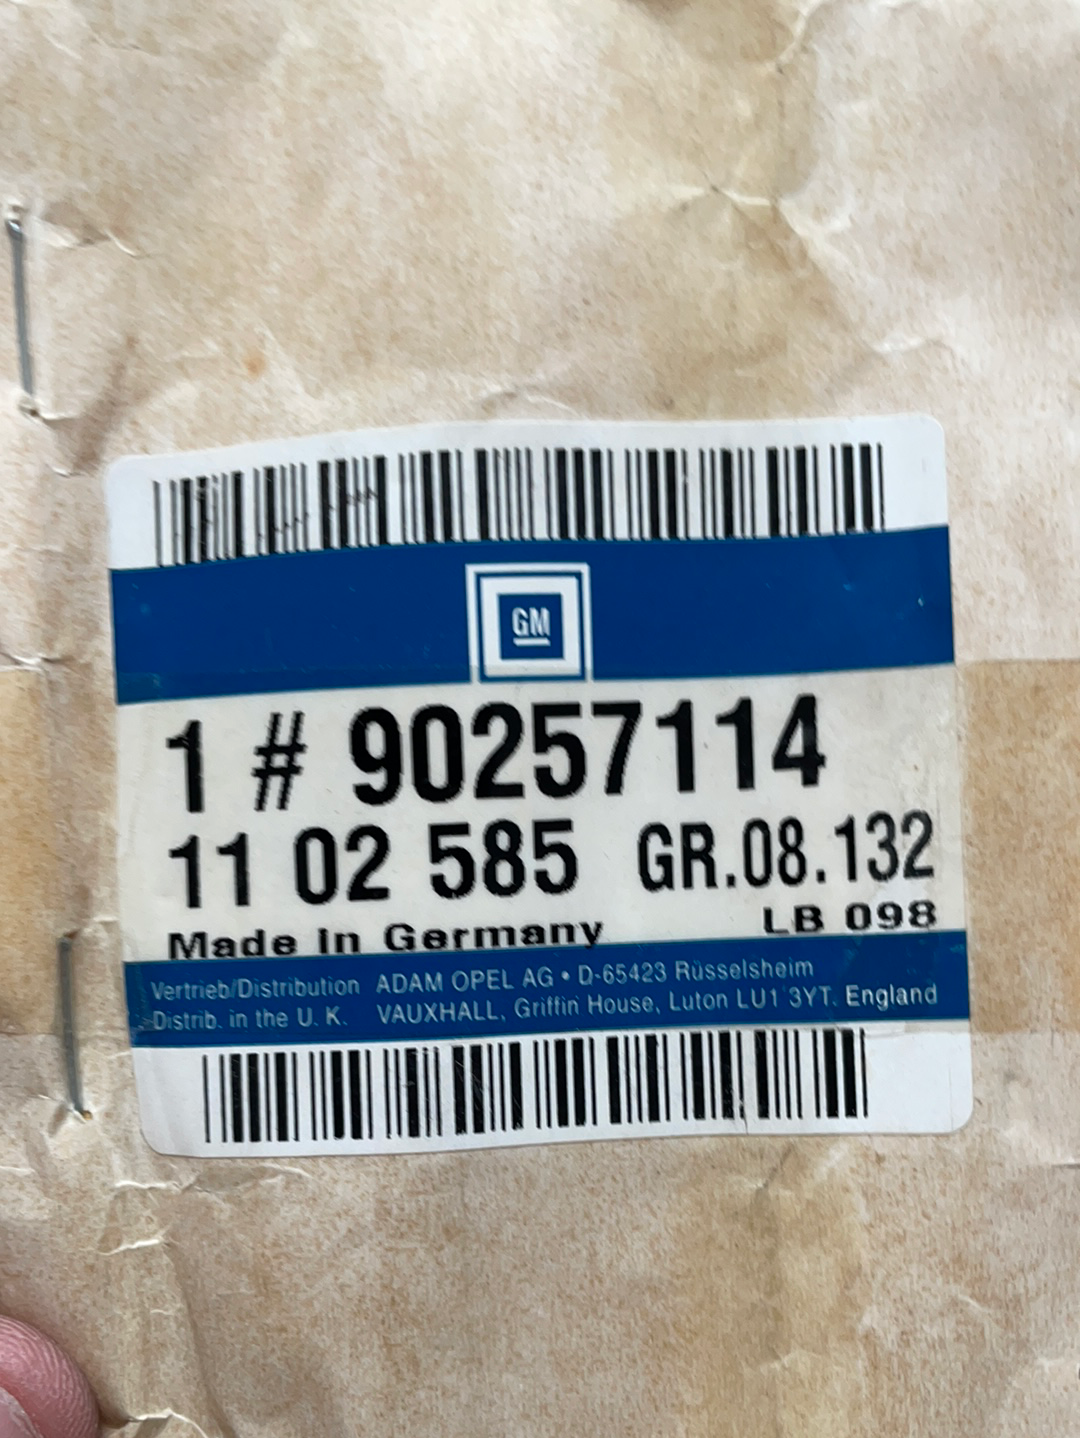 GM
1 # 90257114
11 02 585 GR.08.132
Made in Germany LB 098
Vertrieb/Distribution ADAM OPEL AG • D-65423 Rüsselsheim
Distrib. in the U. K. VAUXHALL, Griffin House, Luton LU1 3YT. England